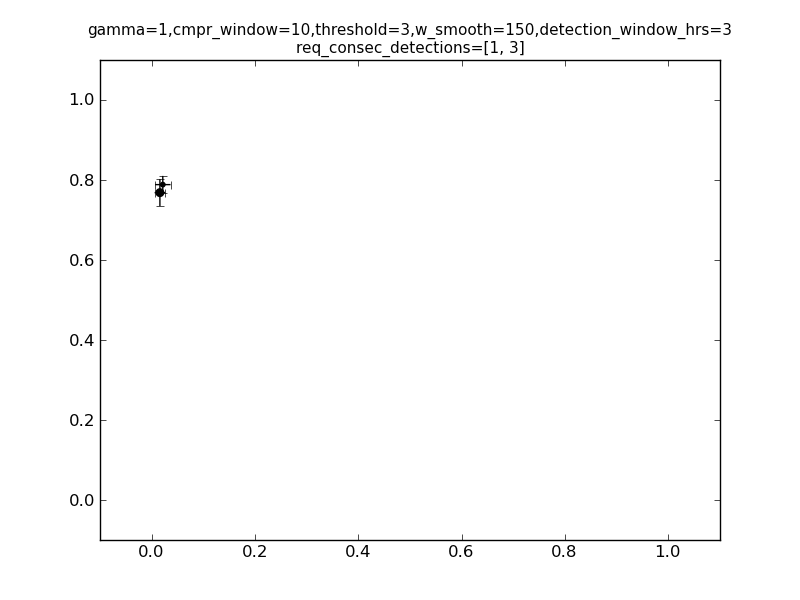 gamma=1,cmpr_window=10,threshold=3,w_smooth=150,detection_window_hrs=3
req_consec_detections=[1, 3]
1.0
0.8
0.6
0.4
0.2
0.0
0.0 0.2 0.4 0.6 0.8 1.0